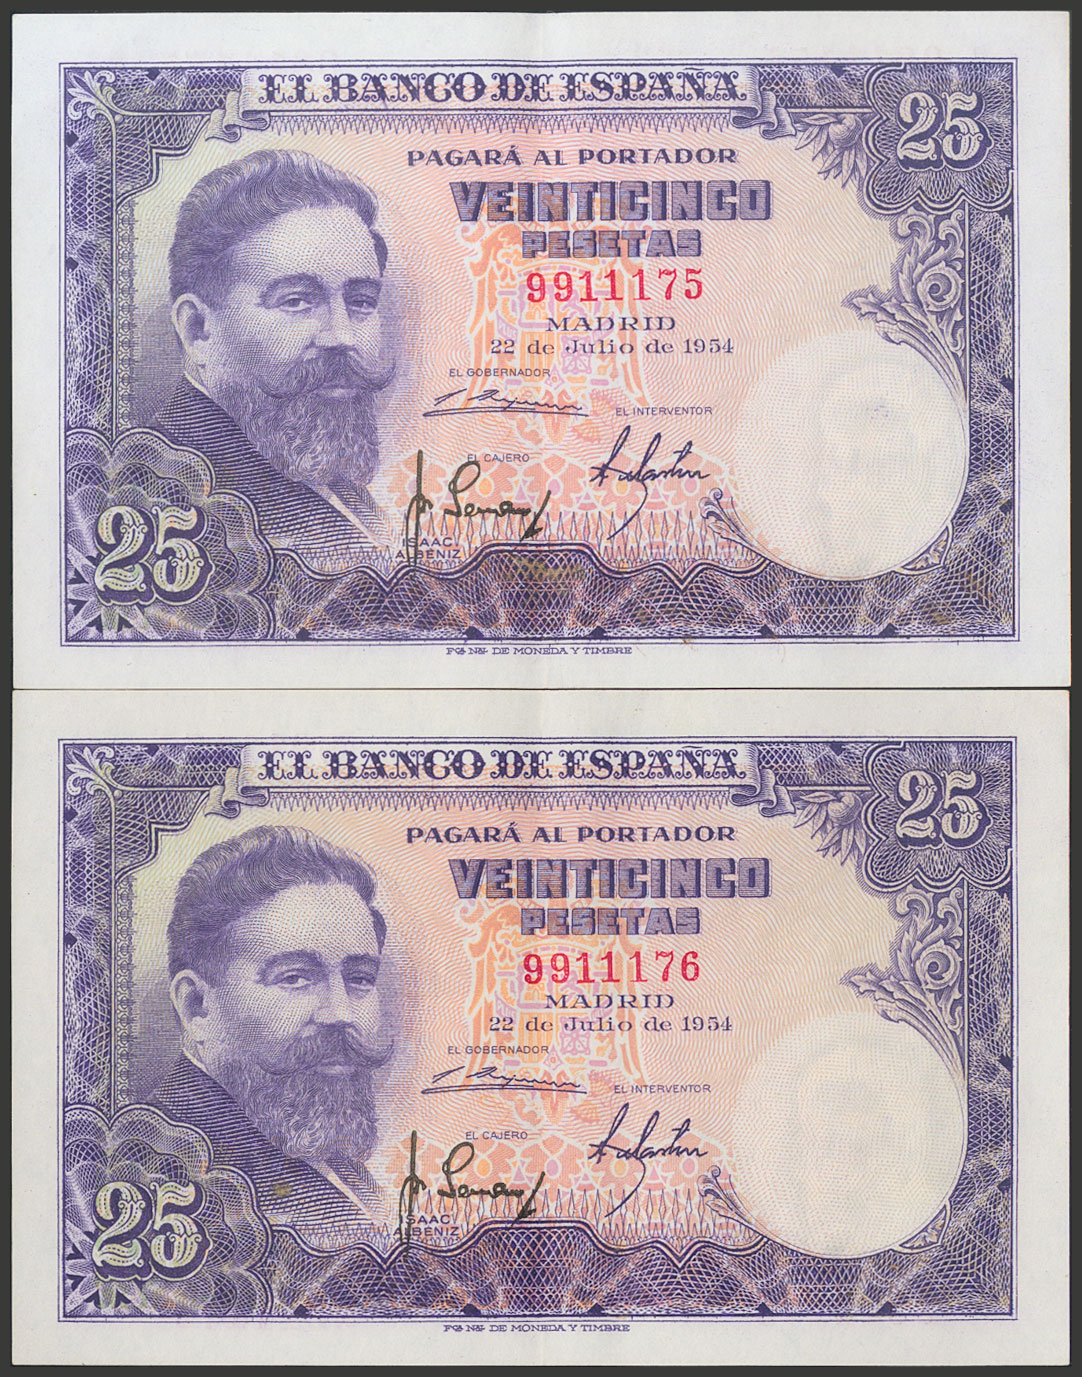 EL BANCO DE ESPAÑA
25
PAGARÁ AL PORTADOR
VEINTICINCO
PESETAS
9911175
MADRID
22 de Julio de 1954
EL GOBERNADOR
EL INTERVENTOR
EL CAJERO
25
ISAAC
ALBENIZ
FCA NAL DE MONEDA Y TIMBRE
EL BANCO DE ESPAÑA
25
PAGARÁ AL PORTADOR
VEINTICINCO
PESETAS
9911176
MADRID
22 de Julio de 1954
EL GOBERNADOR
EL INTERVENTOR
EL CAJERO
25
ISAAC
ALBENIZ
FCA NAL DE MONEDA Y TIMBRE